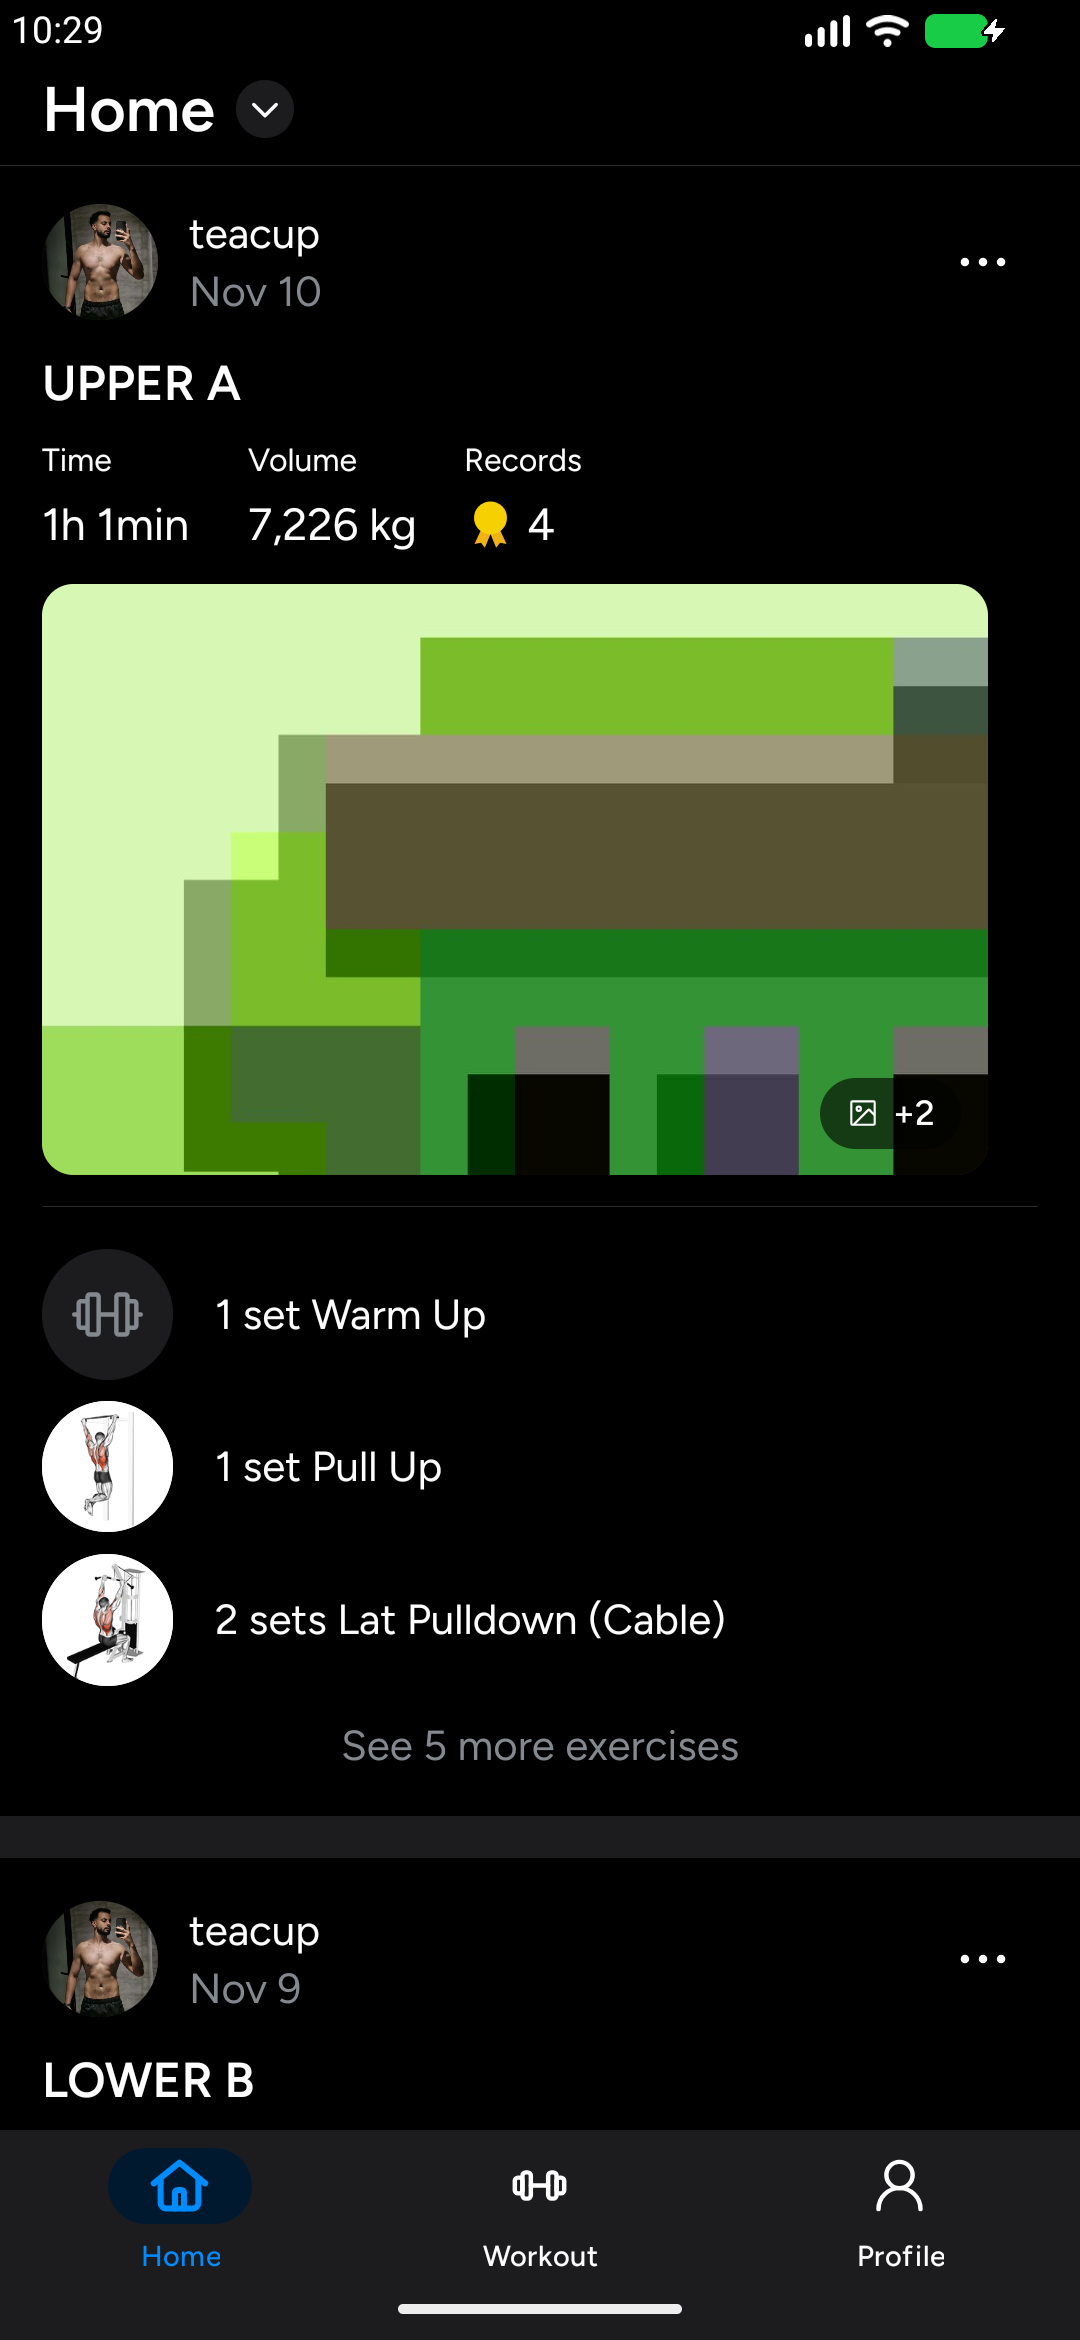 10:29
Home
teacup
Nov 10
UPPER A
Time Volume Records
1h 1min 7,226 kg 4
+2
1 set Warm Up
1 set Pull Up
2 sets Lat Pulldown (Cable)
See 5 more exercises
teacup
Nov 9
LOWER B
Home Workout Profile